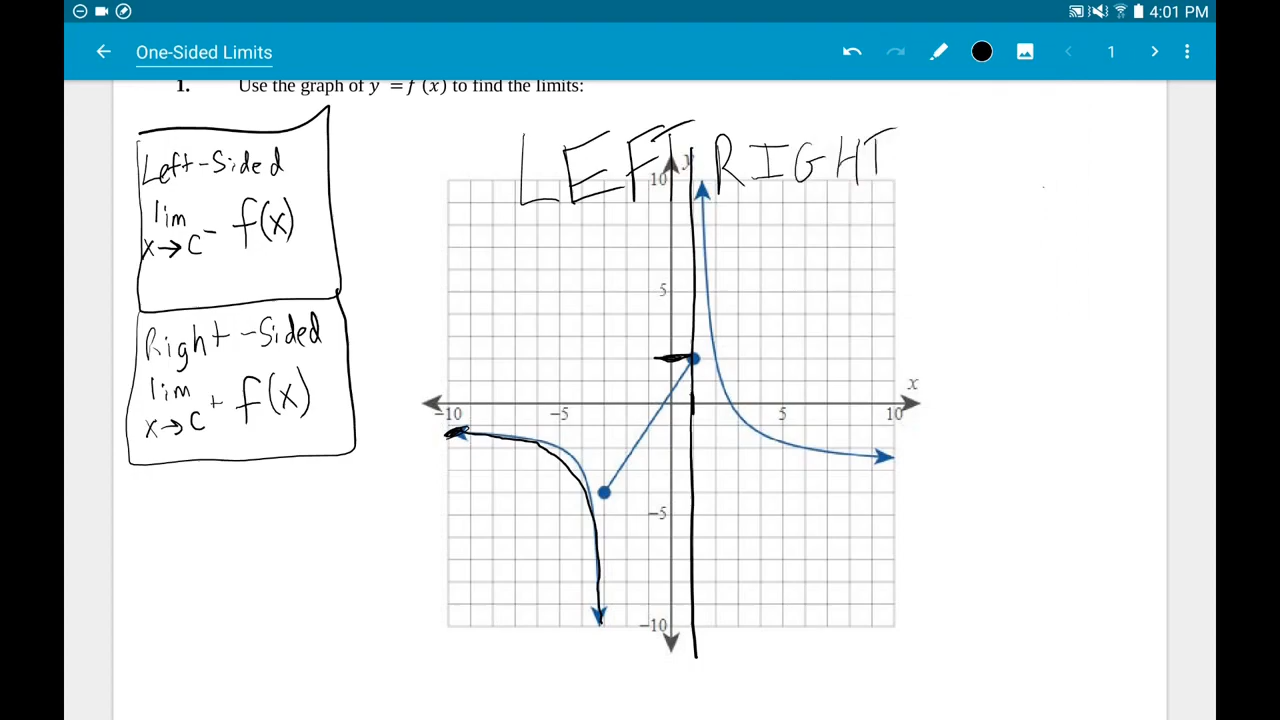 4:01 PM
One-Sided Limits
1
1. Use the graph of y = f (x) to find the limits:
Left-Sided
lim
x→c⁻ f(x)
Right-Sided
lim
x→c⁺ f(x)
LEFT RIGHT
y
10
5
x
-10
-5
5
10
-5
-10